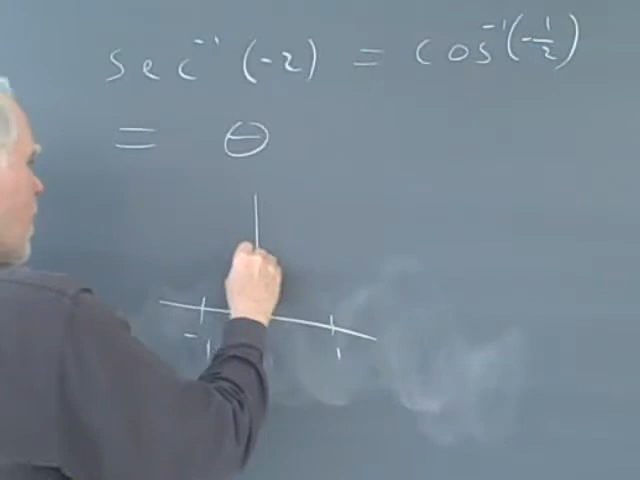 sec⁻¹ (-2) = cos⁻¹(-1/2)
= θ
-1 1